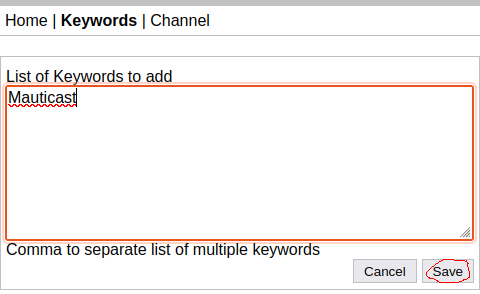 Home | Keywords | Channel
List of Keywords to add
Mauticast
Comma to separate list of multiple keywords
Cancel Save